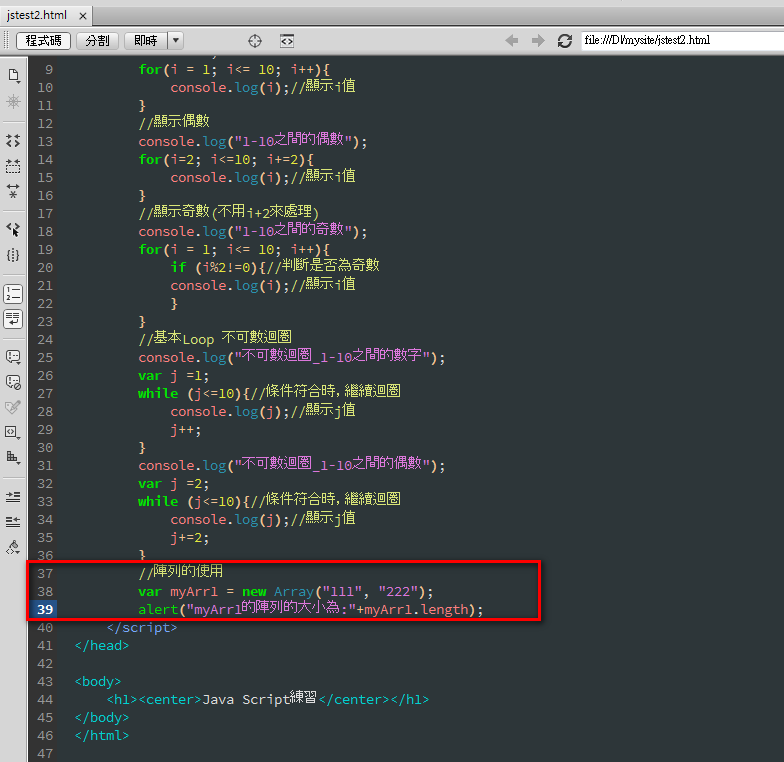 jstest2.html ×
程式碼 分割 即時 file:///D|/mysite/jstest2.html
9 for(i = 1; i<= 10; i++){
10 console.log(i);//顯示i值
11 }
12 //顯示偶數
13 console.log("1-10之間的偶數");
14 for(i=2; i<=10; i+=2){
15 console.log(i);//顯示i值
16 }
17 //顯示奇數(不用i+2來處理)
18 console.log("1-10之間的奇數");
19 for(i = 1; i<= 10; i++){
20 if (i%2!=0){//判斷是否為奇數
21 console.log(i);//顯示i值
22 }
23 }
24 //基本Loop 不可數迴圈
25 console.log("不可數迴圈_1-10之間的數字");
26 var j =1;
27 while (j<=10){//條件符合時,繼續迴圈
28 console.log(j);//顯示j值
29 j++;
30 }
31 console.log("不可數迴圈_1-10之間的偶數");
32 var j =2;
33 while (j<=10){//條件符合時,繼續迴圈
34 console.log(j);//顯示j值
35 j+=2;
36 }
37 //陣列的使用
38 var myArr1 = new Array("111", "222");
39 alert("myArr1的陣列的大小為:"+myArr1.length);
40 </script>
41 </head>
42
43 <body>
44 <h1><center>Java Script練習</center></h1>
45 </body>
46 </html>
47